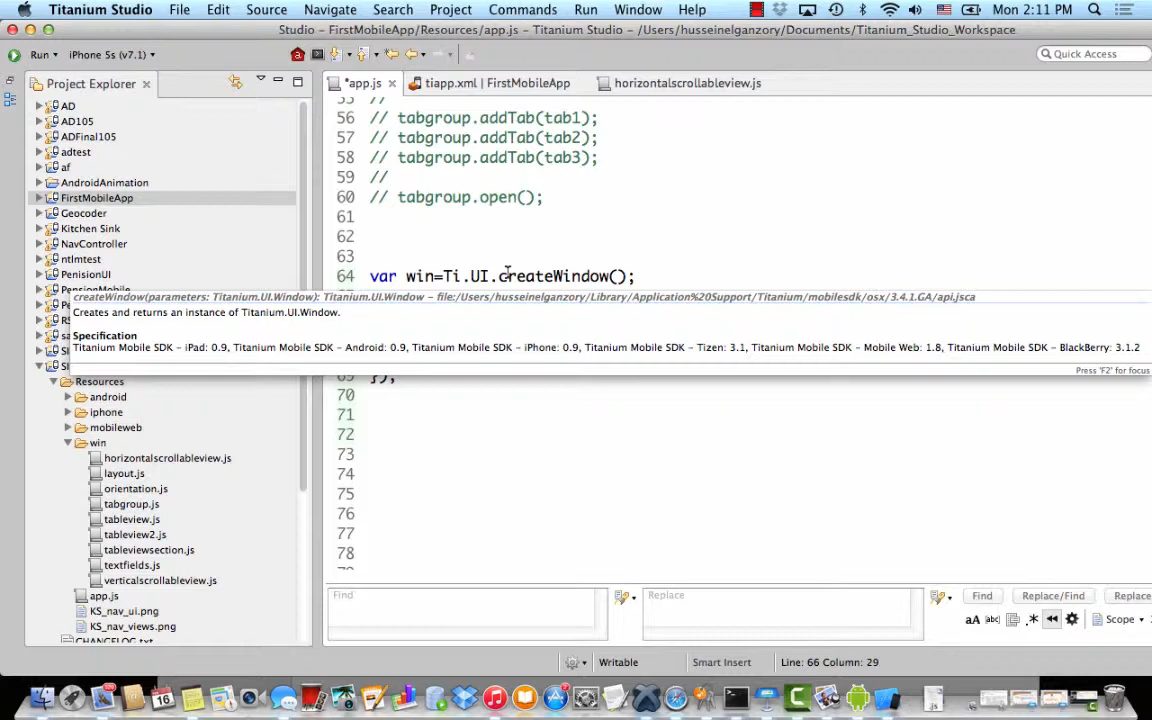 Titanium Studio File Edit Source Navigate Search Project Commands Run Window Help Mon 2:11 PM
Studio - FirstMobileApp/Resources/app.js - Titanium Studio - /Users/husseinelganzory/Documents/Titanium_Studio_Workspace
Run iPhone 5s (v7.1) Quick Access
Project Explorer *app.js tiapp.xml | FirstMobileApp horizontalscrollableview.js
AD
AD105
ADFinal105
adtest
af
AndroidAnimation
FirstMobileApp
Geocoder
Kitchen Sink
NavController
ntlmtest
PenisionUI
Resources
android
iphone
mobileweb
win
horizontalscrollableview.js
layout.js
orientation.js
tabgroup.js
tableview.js
tableview2.js
tableviewsection.js
textfields.js
verticalscrollableview.js
app.js
KS_nav_ui.png
KS_nav_views.png
CHANGELOG.txt
55 //
56 // tabgroup.addTab(tab1);
57 // tabgroup.addTab(tab2);
58 // tabgroup.addTab(tab3);
59 //
60 // tabgroup.open();
61
62
63
64 var win=Ti.UI.createWindow();
createWindow(parameters: Titanium.UI.Window): Titanium.UI.Window - file:/Users/husseinelganzory/Library/Application%20Support/Titanium/mobilesdk/osx/3.4.1.GA/api.jsca
Creates and returns an instance of Titanium.UI.Window.
Specification
Titanium Mobile SDK - iPad: 0.9, Titanium Mobile SDK - Android: 0.9, Titanium Mobile SDK - iPhone: 0.9, Titanium Mobile SDK - Tizen: 3.1, Titanium Mobile SDK - Mobile Web: 1.8, Titanium Mobile SDK - BlackBerry: 3.1.2
Press 'F2' for focus
69 });
70
71
72
73
74
75
76
77
78
Find Replace Find Replace/Find Replace
aA Scope
Writable Smart Insert Line: 66 Column: 29